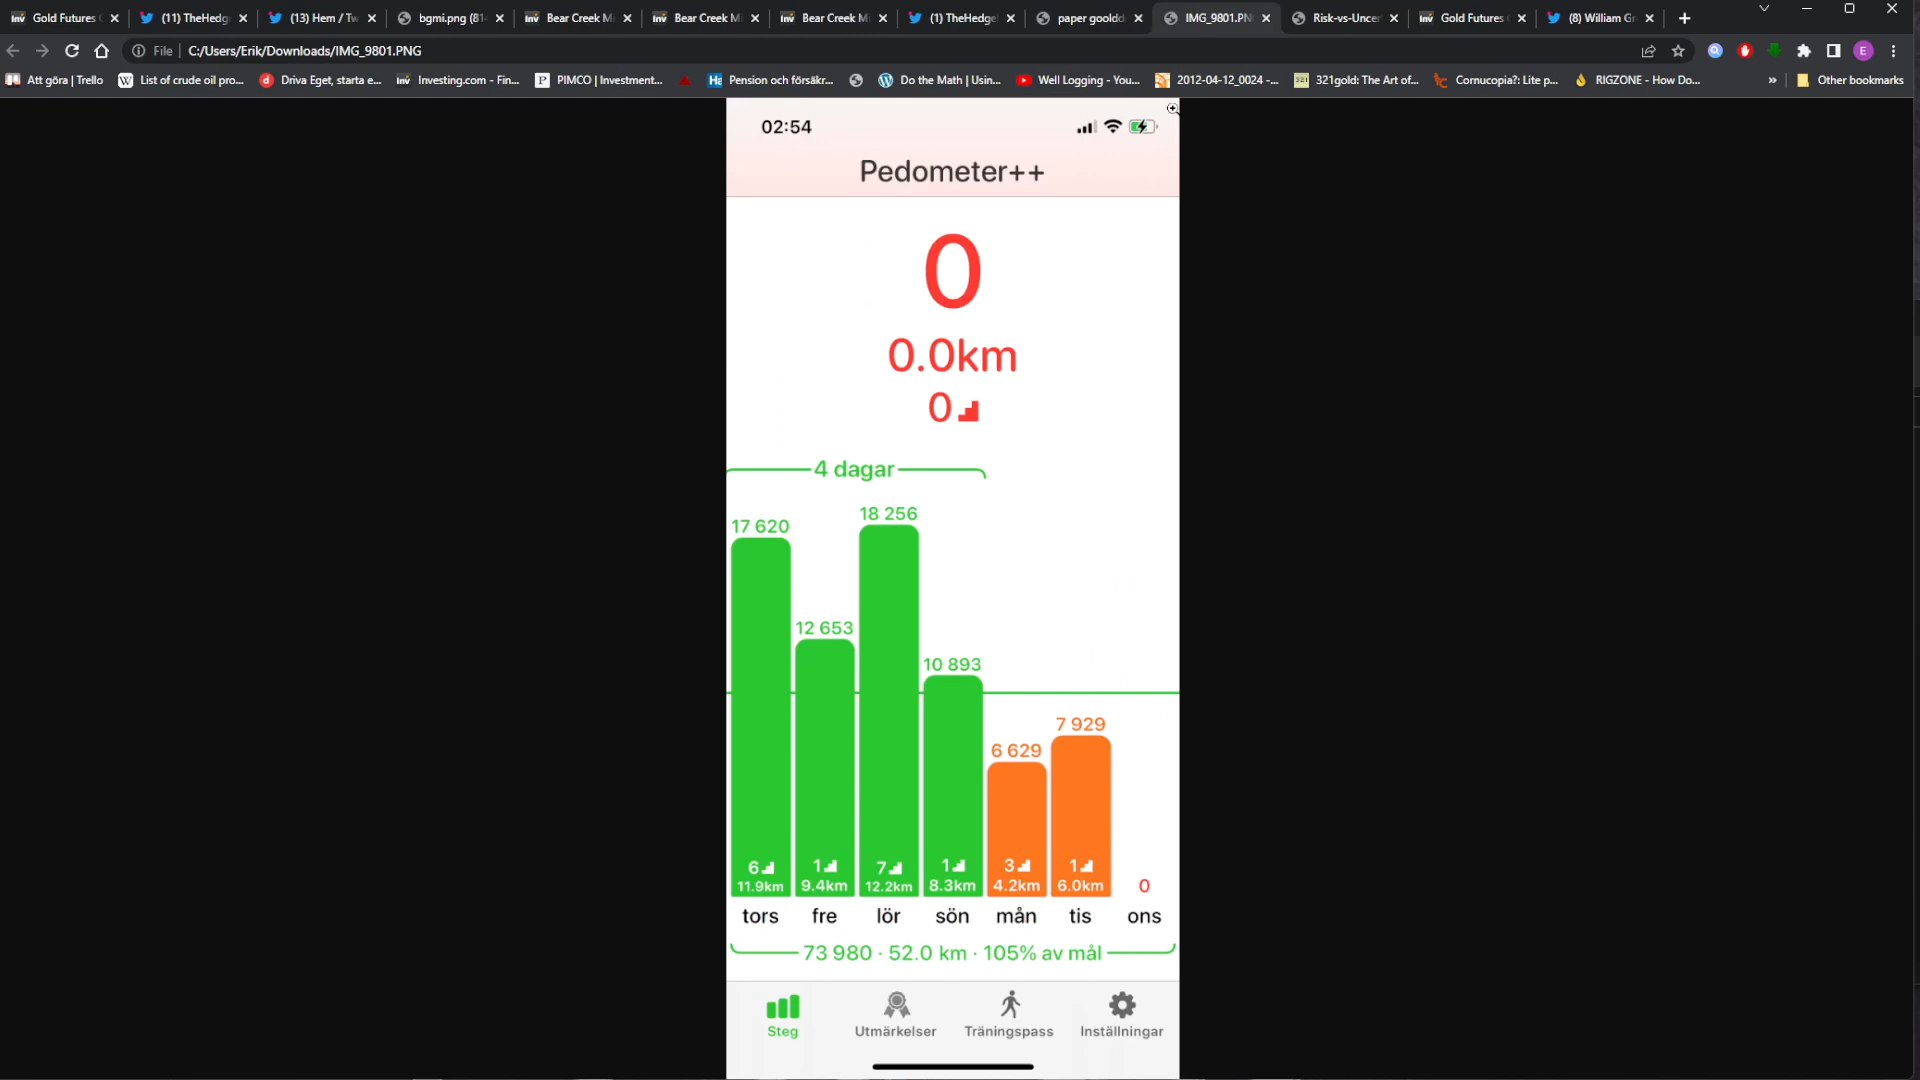 Gold Futures
(11) TheHedg
(13) Hem / Tw
bgmi.png (81
Bear Creek Mi
Bear Creek Mi
Bear Creek Mi
(1) TheHedge
paper goold
IMG_9801.PN
Risk-vs-Uncer
Gold Futures
(8) William Gr
File
C:/Users/Erik/Downloads/IMG_9801.PNG
E
Att göra | Trello
List of crude oil pro...
Driva Eget, starta e...
Investing.com - Fin...
PIMCO | Investment...
Pension och försäkr...
Do the Math | Usin...
Well Logging - You...
2012-04-12_0024 -...
321gold: The Art of...
Cornucopia?: Lite p...
RIGZONE - How Do...
»
Other bookmarks
02:54
Pedometer++
0
0.0km
0
4 dagar
17 620
12 653
18 256
10 893
6 629
7 929
0
6
1
7
1
3
1
11.9km
9.4km
12.2km
8.3km
4.2km
6.0km
tors
fre
lör
sön
mån
tis
ons
73 980 · 52.0 km · 105% av mål
Steg
Utmärkelser
Träningspass
Inställningar